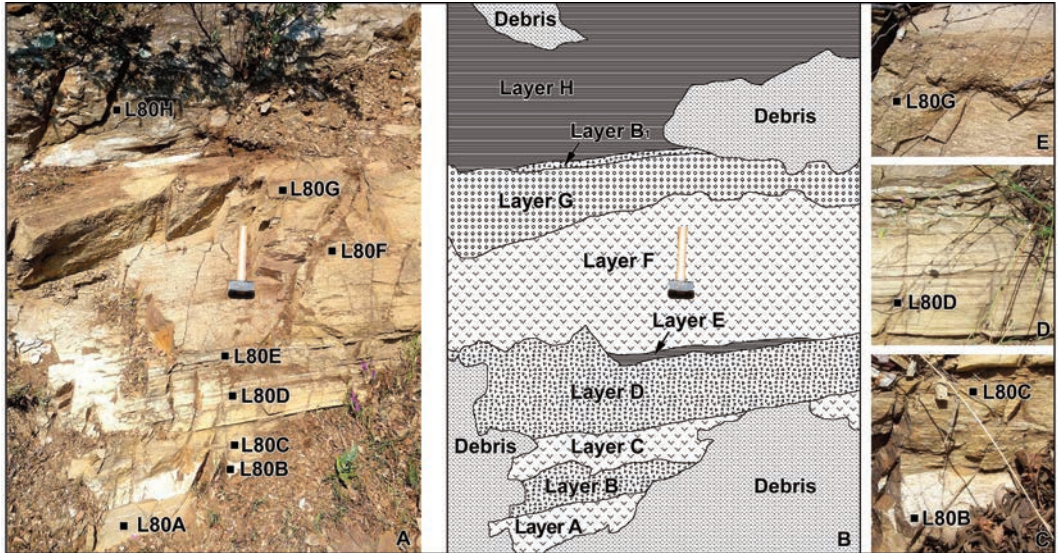 L80H
L80G
L80F
L80E
L80D
L80C
L80B
L80A
A
Debris
Layer H
Layer B₁
Debris
Layer G
Layer F
Layer E
Layer D
Layer C
Debris
Layer B
Debris
Layer A
B
L80G
E
L80D
D
L80C
L80B
C